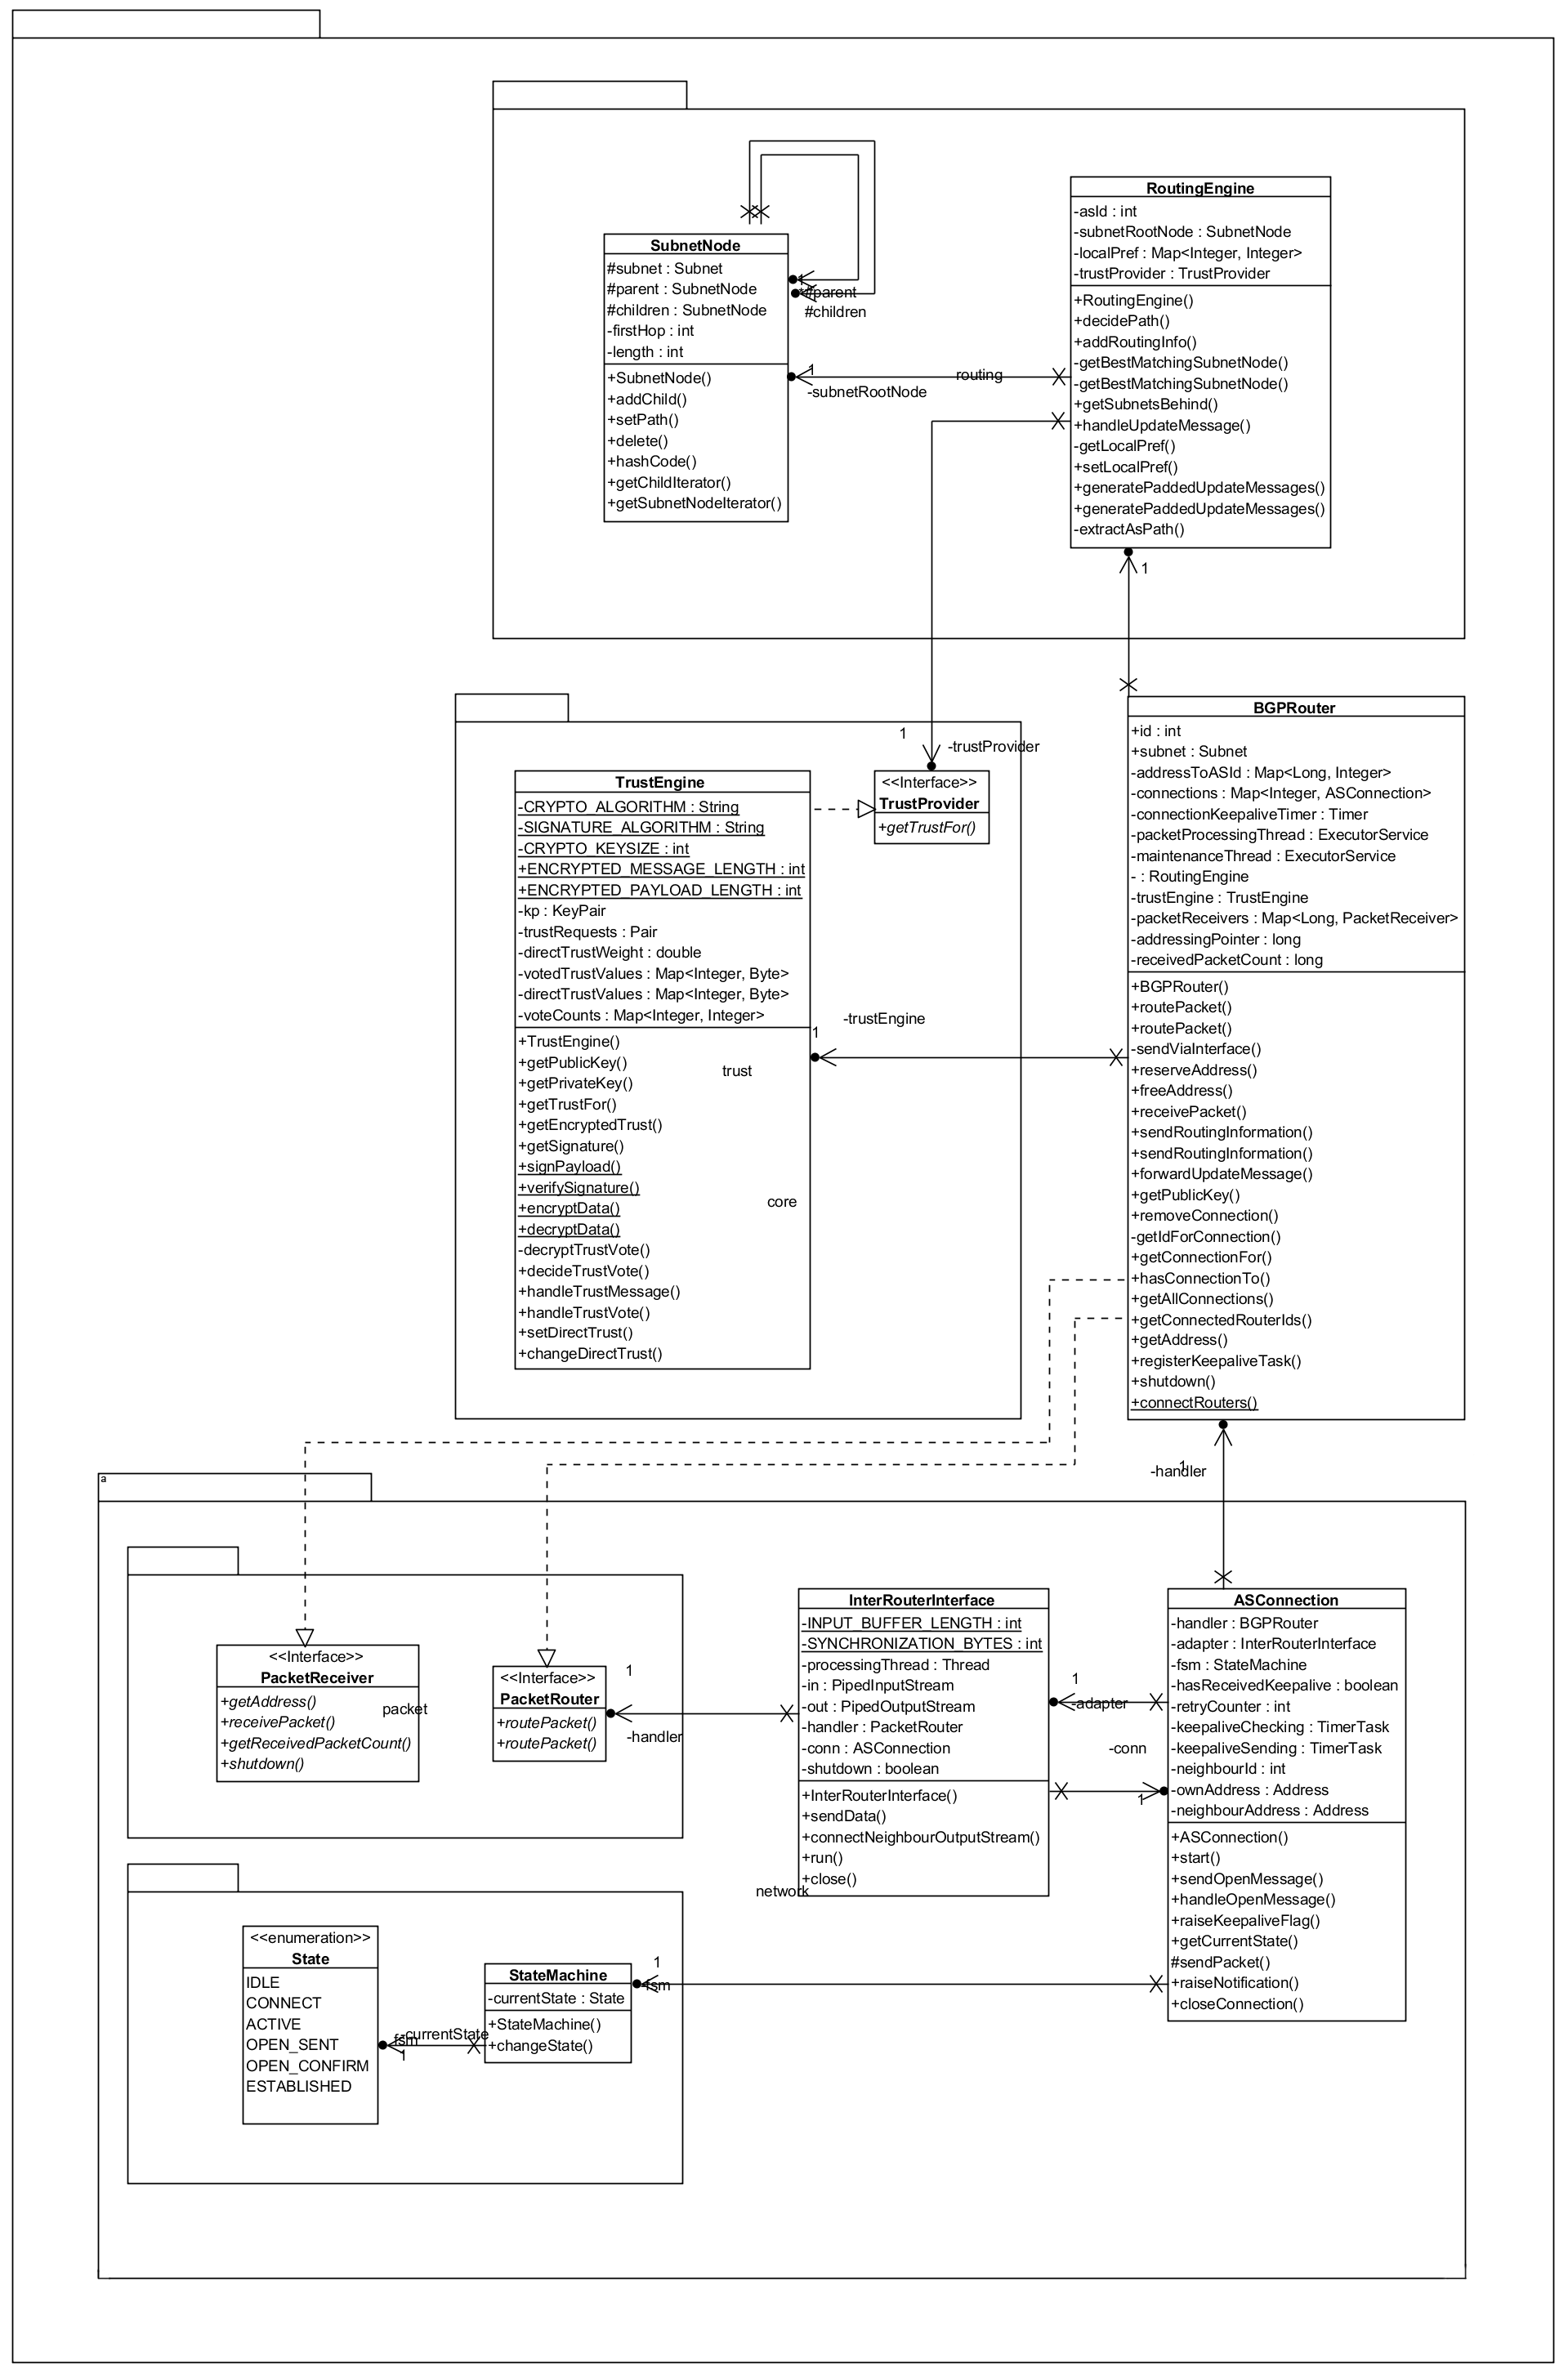 SubnetNode
#subnet : Subnet
#parent : SubnetNode
#children : SubnetNode
-firstHop : int
-length : int
+SubnetNode()
+addChild()
+setPath()
+delete()
+hashCode()
+getChildIterator()
+getSubnetNodeIterator()
#parent
#children
1
-subnetRootNode
routing
RoutingEngine
-asId : int
-subnetRootNode : SubnetNode
-localPref : Map<Integer, Integer>
-trustProvider : TrustProvider
+RoutingEngine()
+decidePath()
+addRoutingInfo()
-getBestMatchingSubnetNode()
-getBestMatchingSubnetNode()
+getSubnetsBehind()
+handleUpdateMessage()
-getLocalPref()
+setLocalPref()
+generatePaddedUpdateMessages()
+generatePaddedUpdateMessages()
-extractAsPath()
1
1
-trustProvider
TrustEngine
-CRYPTO_ALGORITHM : String
-SIGNATURE_ALGORITHM : String
-CRYPTO_KEYSIZE : int
+ENCRYPTED_MESSAGE_LENGTH : int
+ENCRYPTED_PAYLOAD_LENGTH : int
-kp : KeyPair
-trustRequests : Pair
-directTrustWeight : double
-votedTrustValues : Map<Integer, Byte>
-directTrustValues : Map<Integer, Byte>
-voteCounts : Map<Integer, Integer>
+TrustEngine()
+getPublicKey()
+getPrivateKey()
+getTrustFor()
+getEncryptedTrust()
+getSignature()
+signPayload()
+verifySignature()
+encryptData()
+decryptData()
-decryptTrustVote()
+decideTrustVote()
+handleTrustMessage()
+handleTrustVote()
+setDirectTrust()
+changeDirectTrust()
trust
core
<<Interface>>
TrustProvider
+getTrustFor()
-trustEngine
1
BGPRouter
+id : int
+subnet : Subnet
-addressToASId : Map<Long, Integer>
-connections : Map<Integer, ASConnection>
-connectionKeepaliveTimer : Timer
-packetProcessingThread : ExecutorService
-maintenanceThread : ExecutorService
- : RoutingEngine
-trustEngine : TrustEngine
-packetReceivers : Map<Long, PacketReceiver>
-addressingPointer : long
-receivedPacketCount : long
+BGPRouter()
+routePacket()
+routePacket()
-sendViaInterface()
+reserveAddress()
+freeAddress()
+receivePacket()
+sendRoutingInformation()
+sendRoutingInformation()
+forwardUpdateMessage()
+getPublicKey()
+removeConnection()
-getIdForConnection()
+getConnectionFor()
+hasConnectionTo()
+getAllConnections()
+getConnectedRouterIds()
+getAddress()
+registerKeepaliveTask()
+shutdown()
+connectRouters()
1
-handler
a
<<Interface>>
PacketReceiver
+getAddress()
+receivePacket()
+getReceivedPacketCount()
+shutdown()
packet
<<Interface>>
PacketRouter
+routePacket()
+routePacket()
1
-handler
InterRouterInterface
-INPUT_BUFFER_LENGTH : int
-SYNCHRONIZATION_BYTES : int
-processingThread : Thread
-in : PipedInputStream
-out : PipedOutputStream
-handler : PacketRouter
-conn : ASConnection
-shutdown : boolean
+InterRouterInterface()
+sendData()
+connectNeighbourOutputStream()
+run()
+close()
network
1
-adapter
-conn
1
ASConnection
-handler : BGPRouter
-adapter : InterRouterInterface
-fsm : StateMachine
-hasReceivedKeepalive : boolean
-retryCounter : int
-keepaliveChecking : TimerTask
-keepaliveSending : TimerTask
-neighbourId : int
-ownAddress : Address
-neighbourAddress : Address
+ASConnection()
+start()
+sendOpenMessage()
+handleOpenMessage()
+raiseKeepaliveFlag()
+getCurrentState()
#sendPacket()
+raiseNotification()
+closeConnection()
<<enumeration>>
State
IDLE
CONNECT
ACTIVE
OPEN_SENT
OPEN_CONFIRM
ESTABLISHED
fsm
-currentState
1
StateMachine
-currentState : State
+StateMachine()
+changeState()
1
-fsm